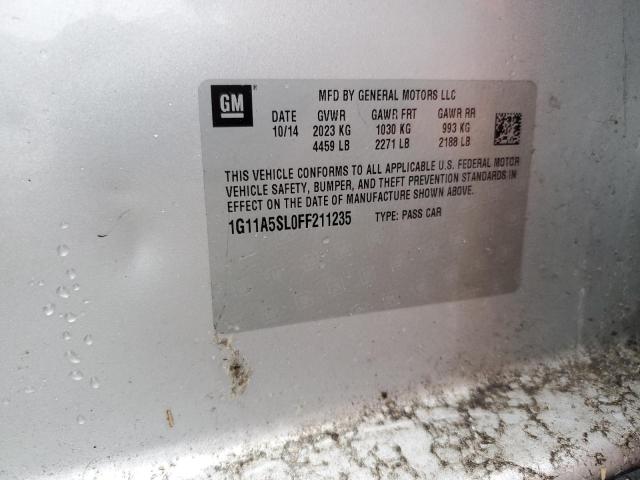 GM ® MFD BY GENERAL MOTORS LLC
DATE GVWR GAWR FRT GAWR RR
10/14 2023 KG 1030 KG 993 KG
4459 LB 2271 LB 2188 LB
THIS VEHICLE CONFORMS TO ALL APPLICABLE U.S. FEDERAL MOTOR
VEHICLE SAFETY, BUMPER, AND THEFT PREVENTION STANDARDS IN
EFFECT ON THE DATE OF MANUFACTURE SHOWN ABOVE.
1G11A5SL0FF211235 TYPE: PASS CAR